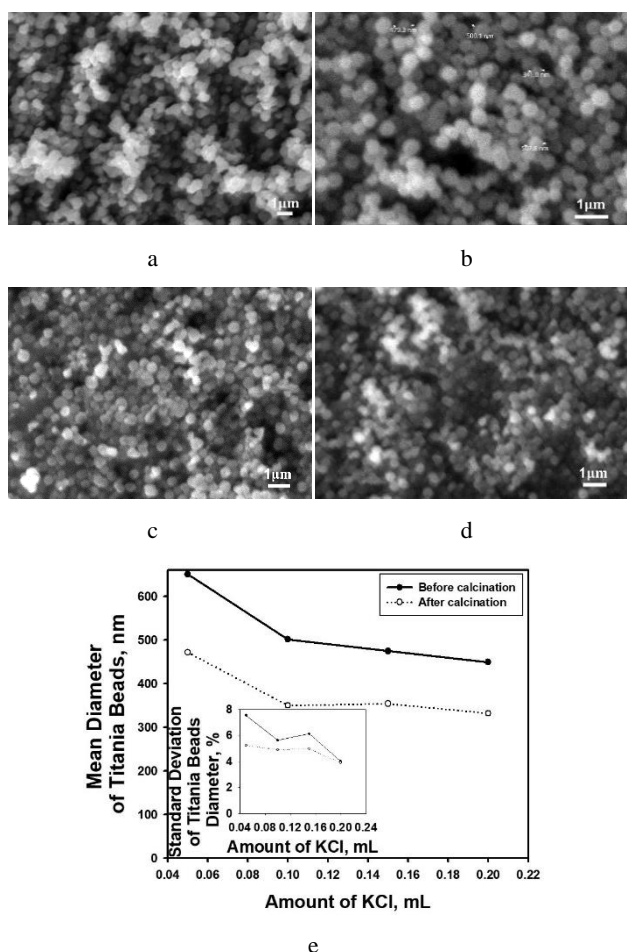 500.1 nm
1µm
1µm
a
b
1µm
1µm
c
d
Mean Diameter
of Titania Beads, nm
600
500
400
300
200
100
0
Before calcination
After calcination
Standard Deviation
of Titania Beads
Diameter, %
8
6
4
2
0
0.04 0.08 0.12 0.16 0.20 0.24
Amount of KCl, mL
0.04 0.06 0.08 0.10 0.12 0.14 0.16 0.18 0.20 0.22
Amount of KCl, mL
e